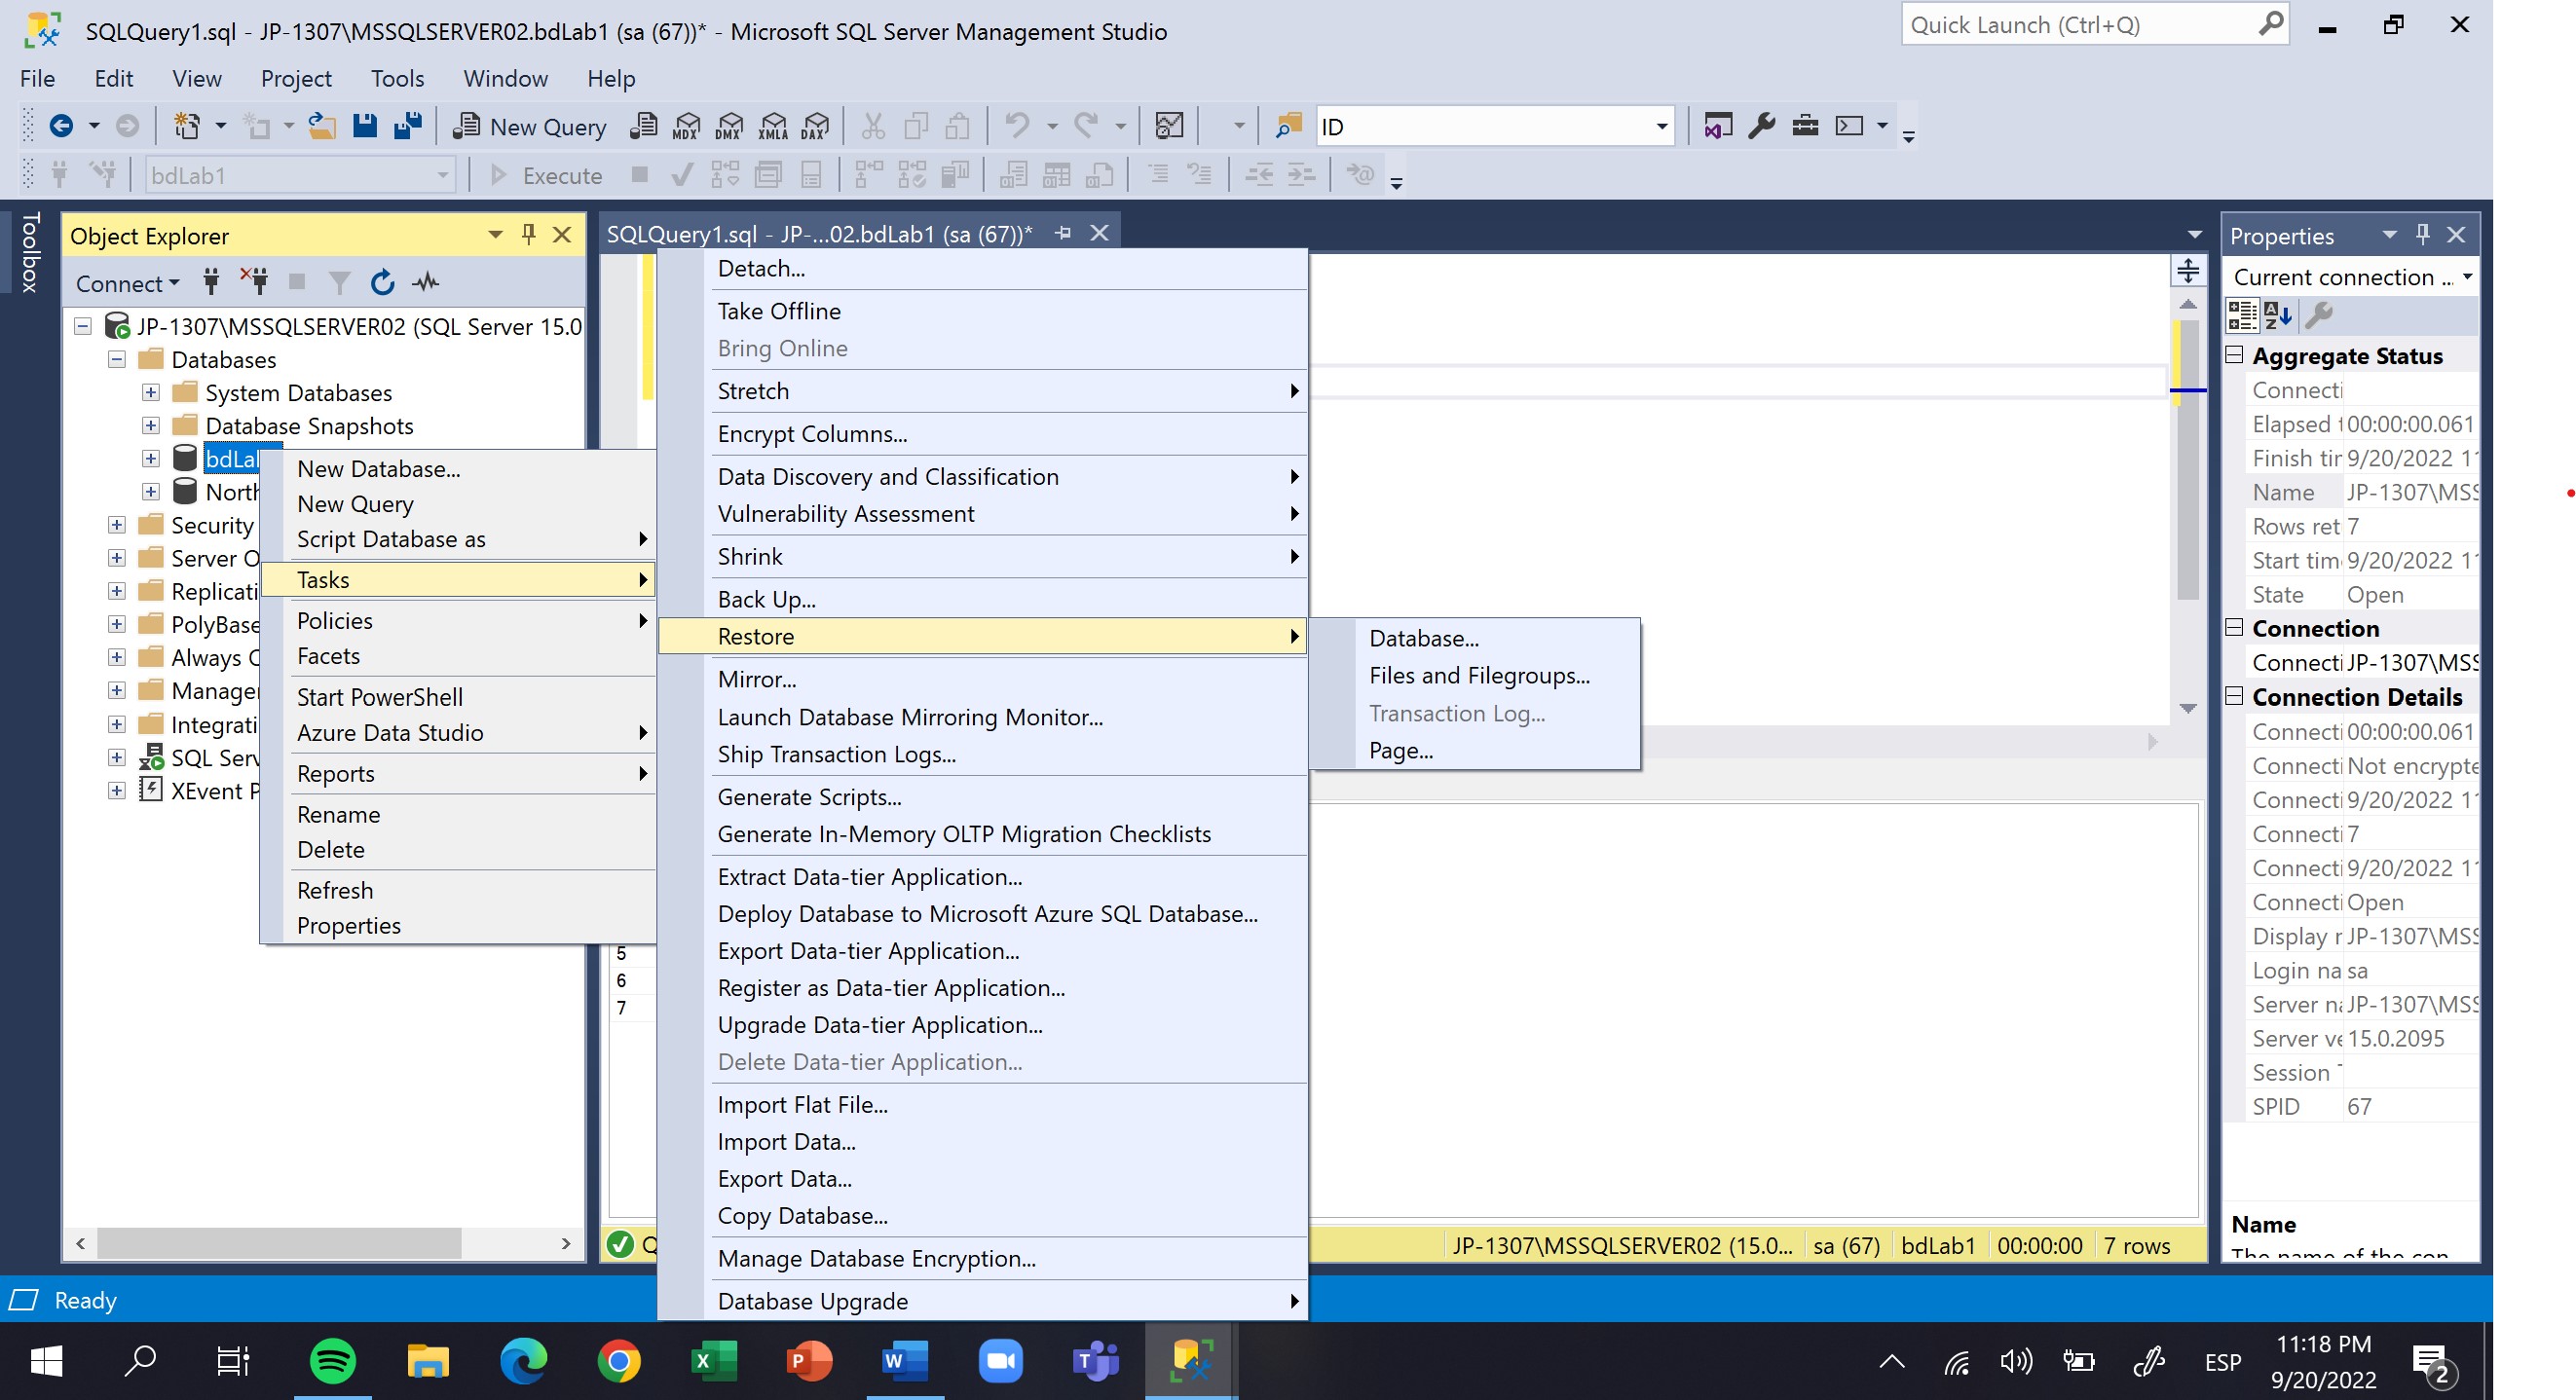 SQLQuery1.sql - JP-1307\MSSQLSERVER02.bdLab1 (sa (67))* - Microsoft SQL Server Management Studio
Quick Launch (Ctrl+Q)
File Edit View Project Tools Window Help
New Query MDX DMX XMLA DAX ID
bdLab1 Execute
Toolbox
Object Explorer
Connect
JP-1307\MSSQLSERVER02 (SQL Server 15.0
Databases
System Databases
Database Snapshots
bdLa
North
Security
Server O
Replicati
PolyBase
Always
Manage
Integrati
SQL Serv
XEvent P
New Database...
New Query
Script Database as
Tasks
Policies
Facets
Start PowerShell
Azure Data Studio
Reports
Rename
Delete
Refresh
Properties
SQLQuery1.sql - JP-...02.bdLab1 (sa (67))*
Detach...
Take Offline
Bring Online
Stretch
Encrypt Columns...
Data Discovery and Classification
Vulnerability Assessment
Shrink
Back Up...
Restore
Mirror...
Launch Database Mirroring Monitor...
Ship Transaction Logs...
Generate Scripts...
Generate In-Memory OLTP Migration Checklists
Extract Data-tier Application...
Deploy Database to Microsoft Azure SQL Database...
Export Data-tier Application...
Register as Data-tier Application...
Upgrade Data-tier Application...
Delete Data-tier Application...
Import Flat File...
Import Data...
Export Data...
Copy Database...
Manage Database Encryption...
Database Upgrade
Database...
Files and Filegroups...
Transaction Log...
Page...
5
6
7
JP-1307\MSSQLSERVER02 (15.0... sa (67) bdLab1 00:00:00 7 rows
Properties
Current connection ...
Aggregate Status
Connecti
Elapsed t 00:00:00.061
Finish tir 9/20/2022 1
Name JP-1307\MS
Rows ret 7
Start tim 9/20/2022 1
State Open
Connection
Connecti JP-1307\MS
Connection Details
Connecti 00:00:00.061
Connecti Not encrypte
Connecti 9/20/2022 1
Connecti 7
Connecti 9/20/2022 1
Connecti Open
Display r JP-1307\MS
Login na sa
Server na JP-1307\MS
Server ve 15.0.2095
Session
SPID 67
Name
The name of the con
Ready
ESP
11:18 PM
9/20/2022
2